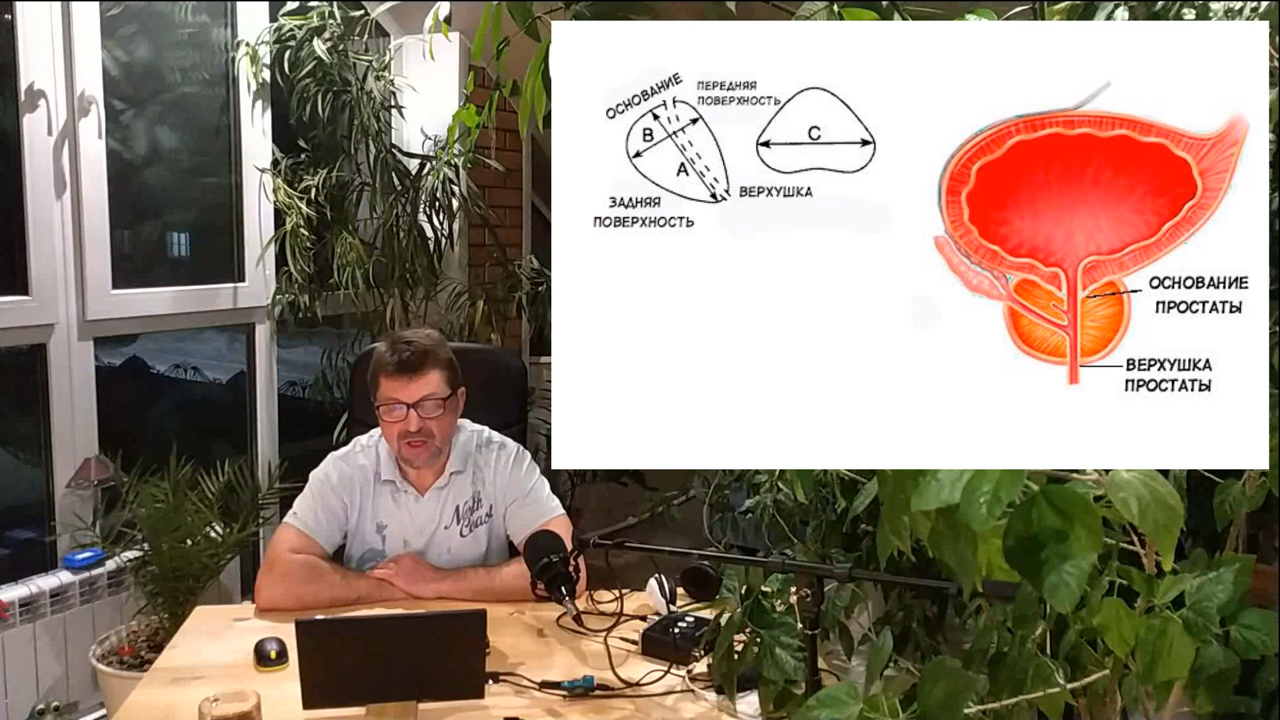 ОСНОВАНИЕ
ПЕРЕДНЯЯ
ПОВЕРХНОСТЬ
B
C
A
ВЕРХУШКА
ЗАДНЯЯ
ПОВЕРХНОСТЬ
ОСНОВАНИЕ
ПРОСТАТЫ
ВЕРХУШКА
ПРОСТАТЫ
North
Coast